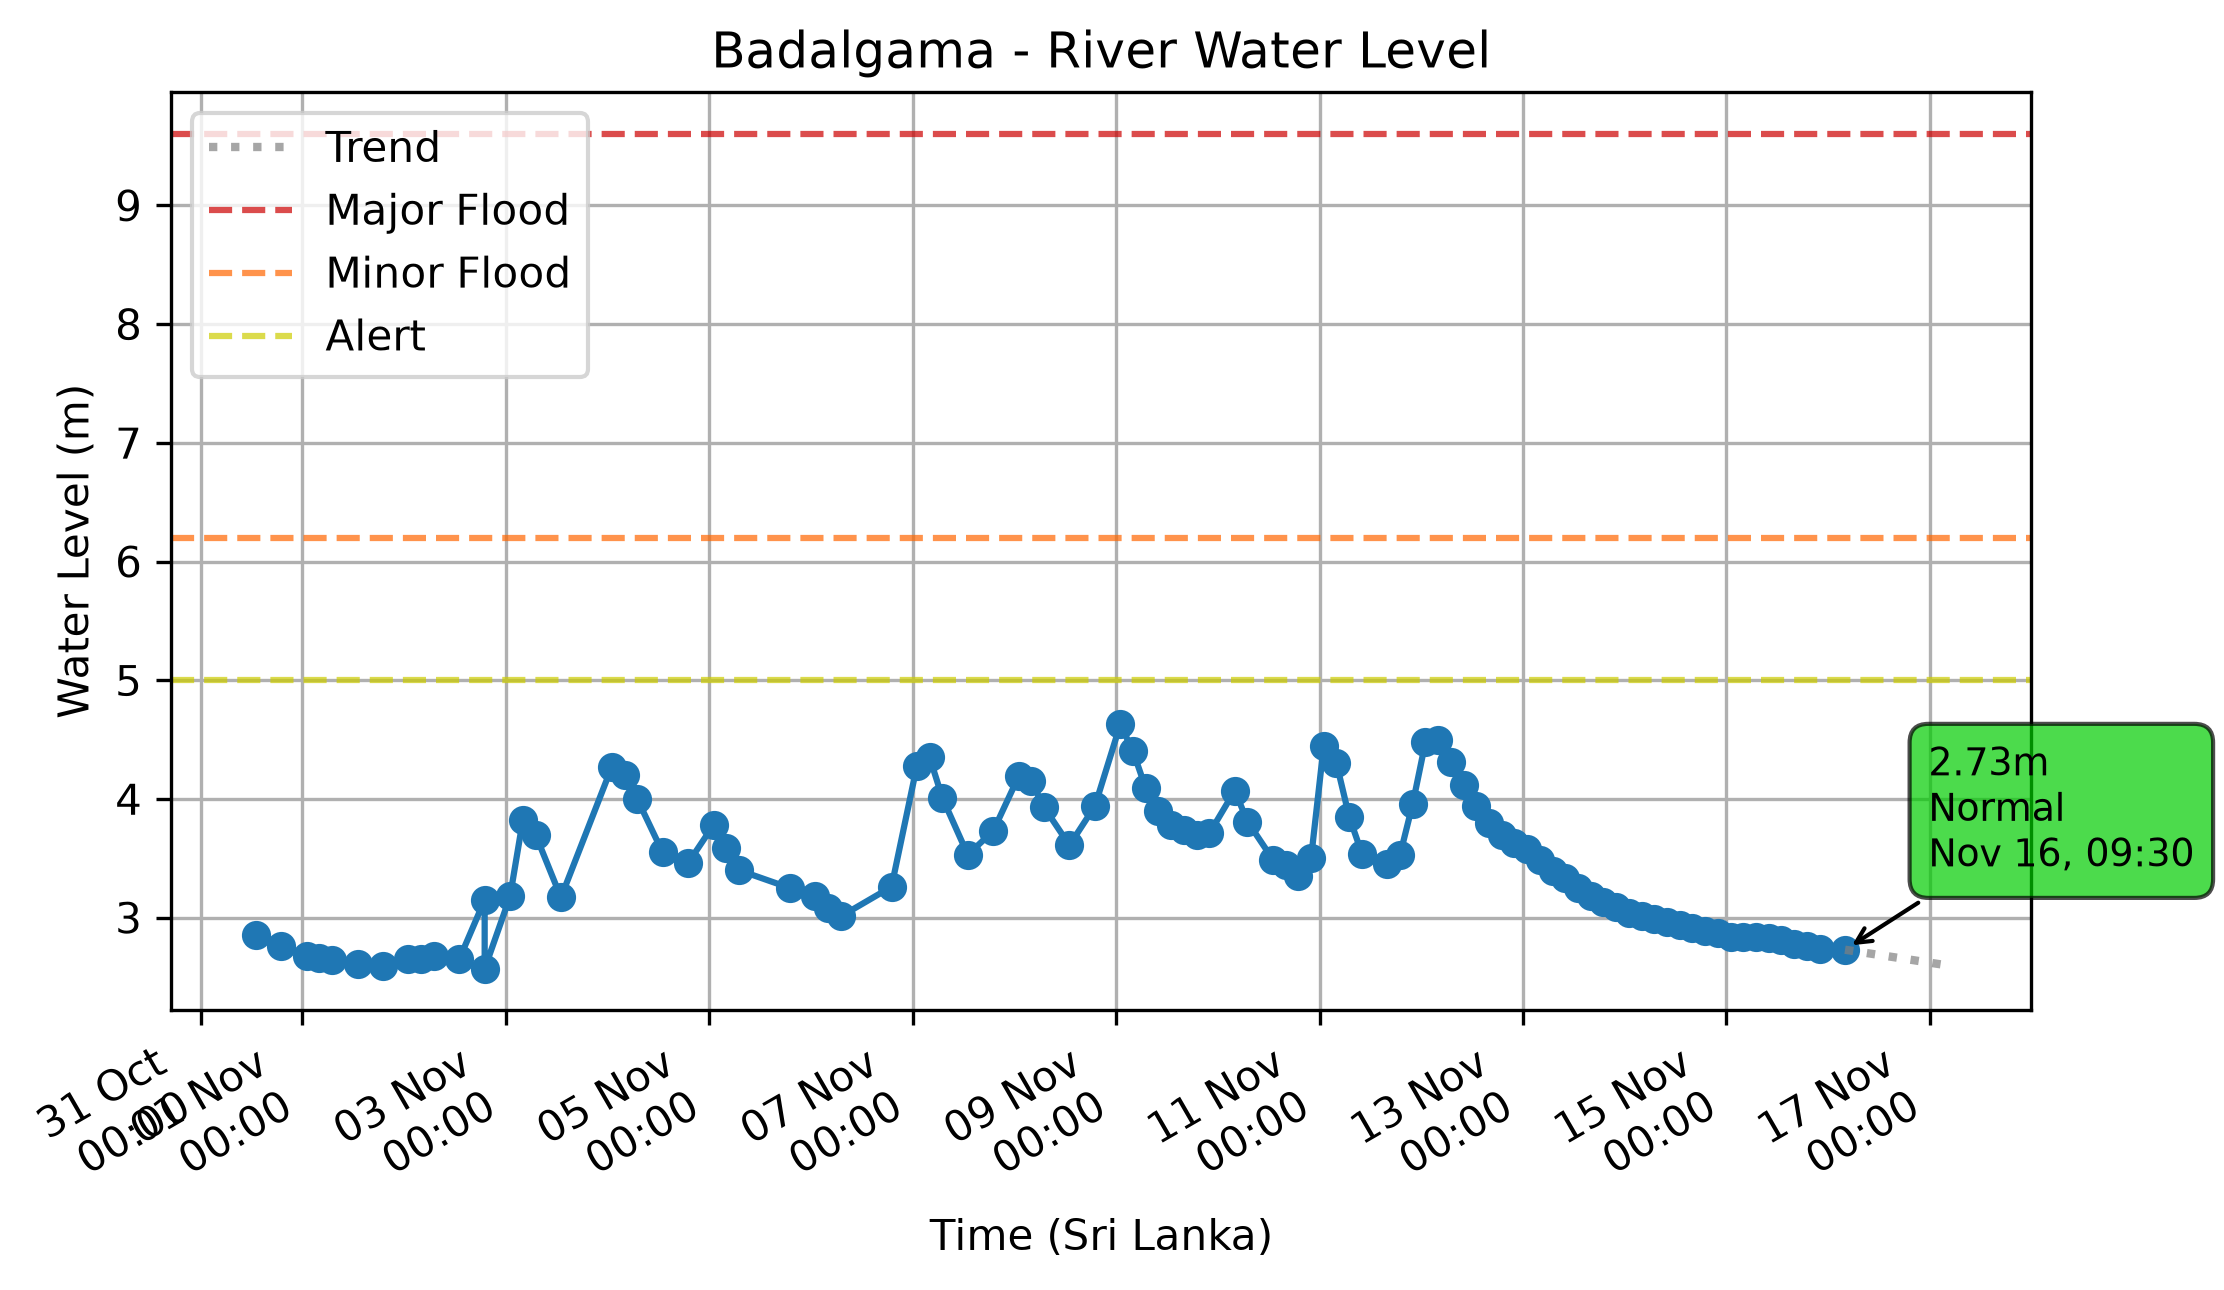 Badalgama - River Water Level
Trend
Major Flood
Minor Flood
Alert
Water Level (m)
9
8
7
6
5
4
3
2.73m
Normal
Nov 16, 09:30
31 Oct
00:00
01 Nov
00:00
03 Nov
00:00
05 Nov
00:00
07 Nov
00:00
09 Nov
00:00
11 Nov
00:00
13 Nov
00:00
15 Nov
00:00
17 Nov
00:00
Time (Sri Lanka)